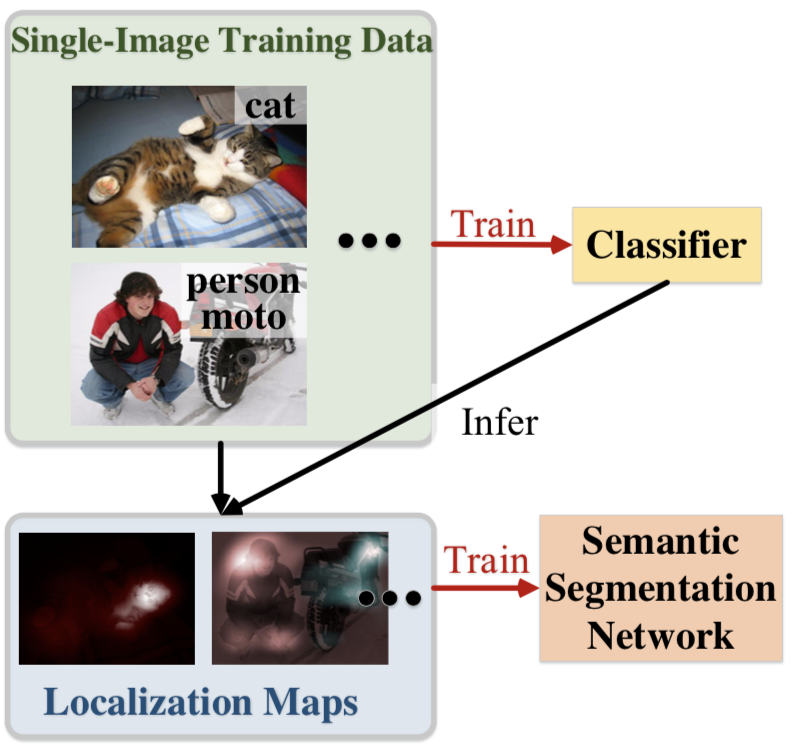 Single-Image Training Data
cat
person
moto
Train
Classifier
Infer
Train
Semantic
Segmentation
Network
Localization Maps